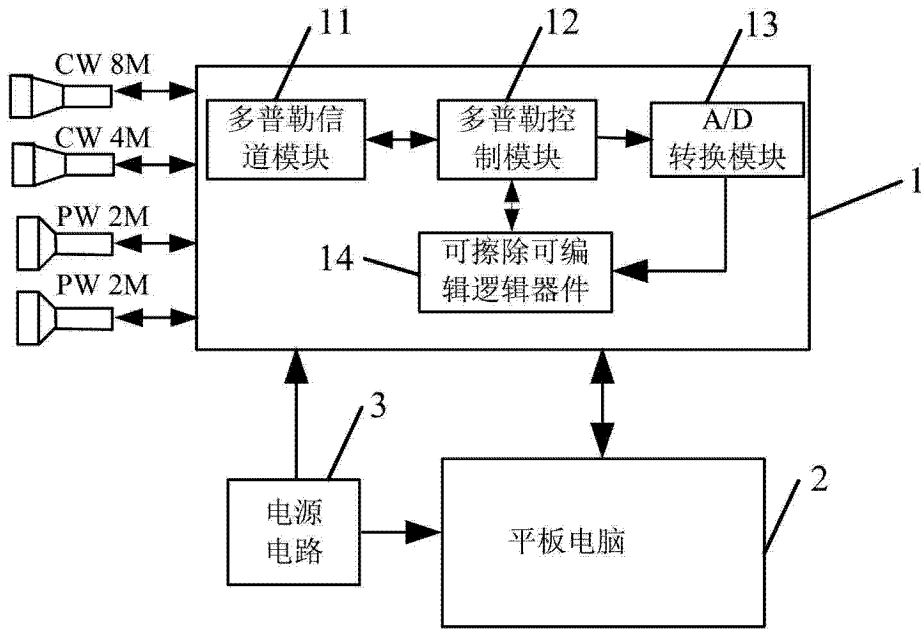 11
12
13
CW 8M
多普勒信
道模块
多普勒控
制模块
A/D
转换模块
CW 4M
1
PW 2M
14
可擦除可编
辑逻辑器件
PW 2M
3
电源
电路
2
平板电脑